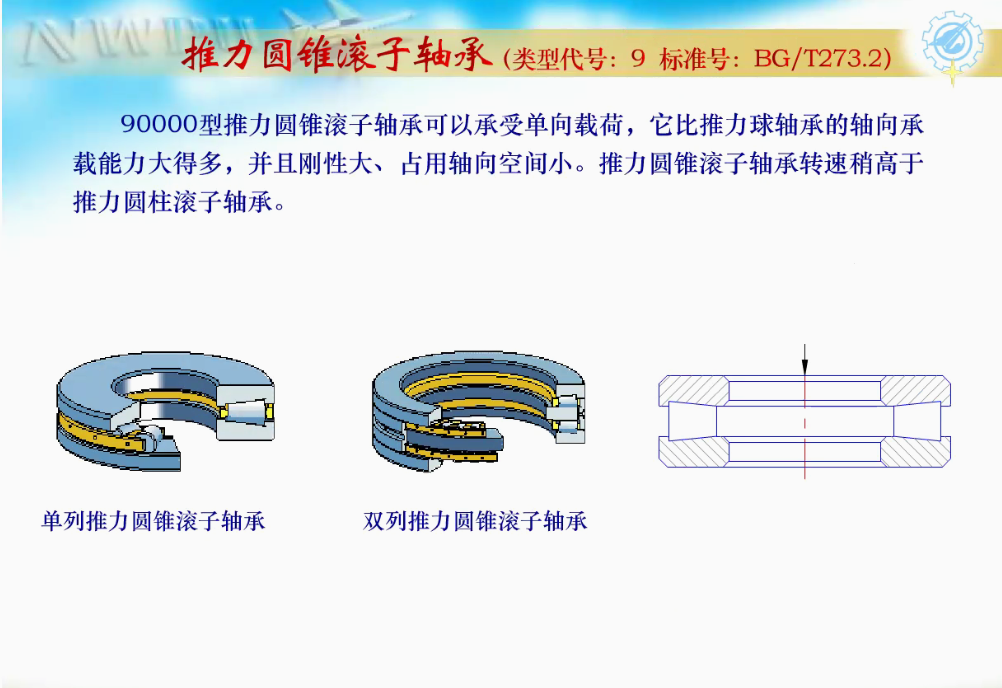 推力圆锥滚子轴承 (类型代号：9 标准号：BG/T273.2)
90000型推力圆锥滚子轴承可以承受单向载荷，它比推力球轴承的轴向承
载能力大得多，并且刚性大、占用轴向空间小。推力圆锥滚子轴承转速稍高于
推力圆柱滚子轴承。
单列推力圆锥滚子轴承
双列推力圆锥滚子轴承